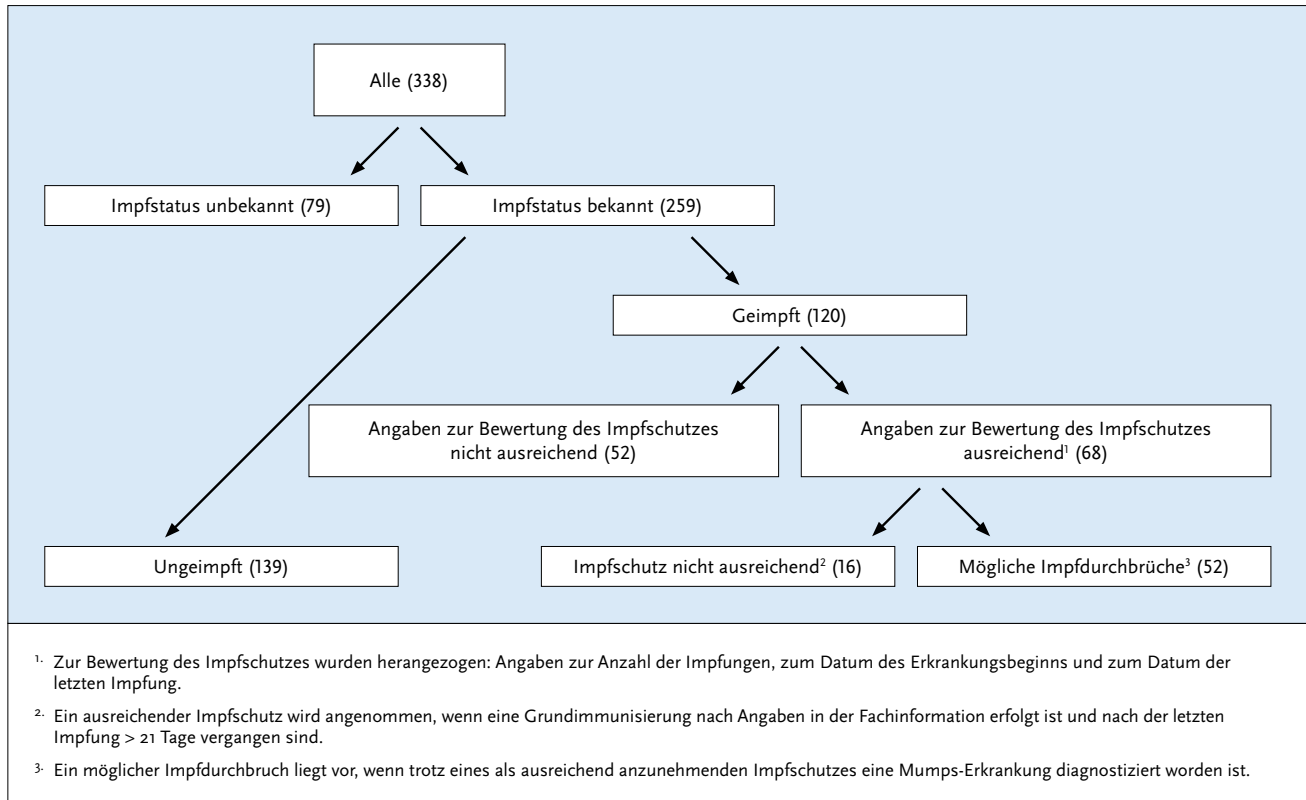 Alle (338)
Impfstatus unbekannt (79)
Impfstatus bekannt (259)
Geimpft (120)
Angaben zur Bewertung des Impfschutzes
nicht ausreichend (52)
Angaben zur Bewertung des Impfschutzes
ausreichend¹ (68)
Ungeimpft (139)
Impfschutz nicht ausreichend² (16)
Mögliche Impfdurchbrüche³ (52)
1. Zur Bewertung des Impfschutzes wurden herangezogen: Angaben zur Anzahl der Impfungen, zum Datum des Erkrankungsbeginns und zum Datum der
letzten Impfung.
2. Ein ausreichender Impfschutz wird angenommen, wenn eine Grundimmunisierung nach Angaben in der Fachinformation erfolgt ist und nach der letzten
Impfung > 21 Tage vergangen sind.
3. Ein möglicher Impfdurchbruch liegt vor, wenn trotz eines als ausreichend anzunehmenden Impfschutzes eine Mumps-Erkrankung diagnostiziert worden ist.